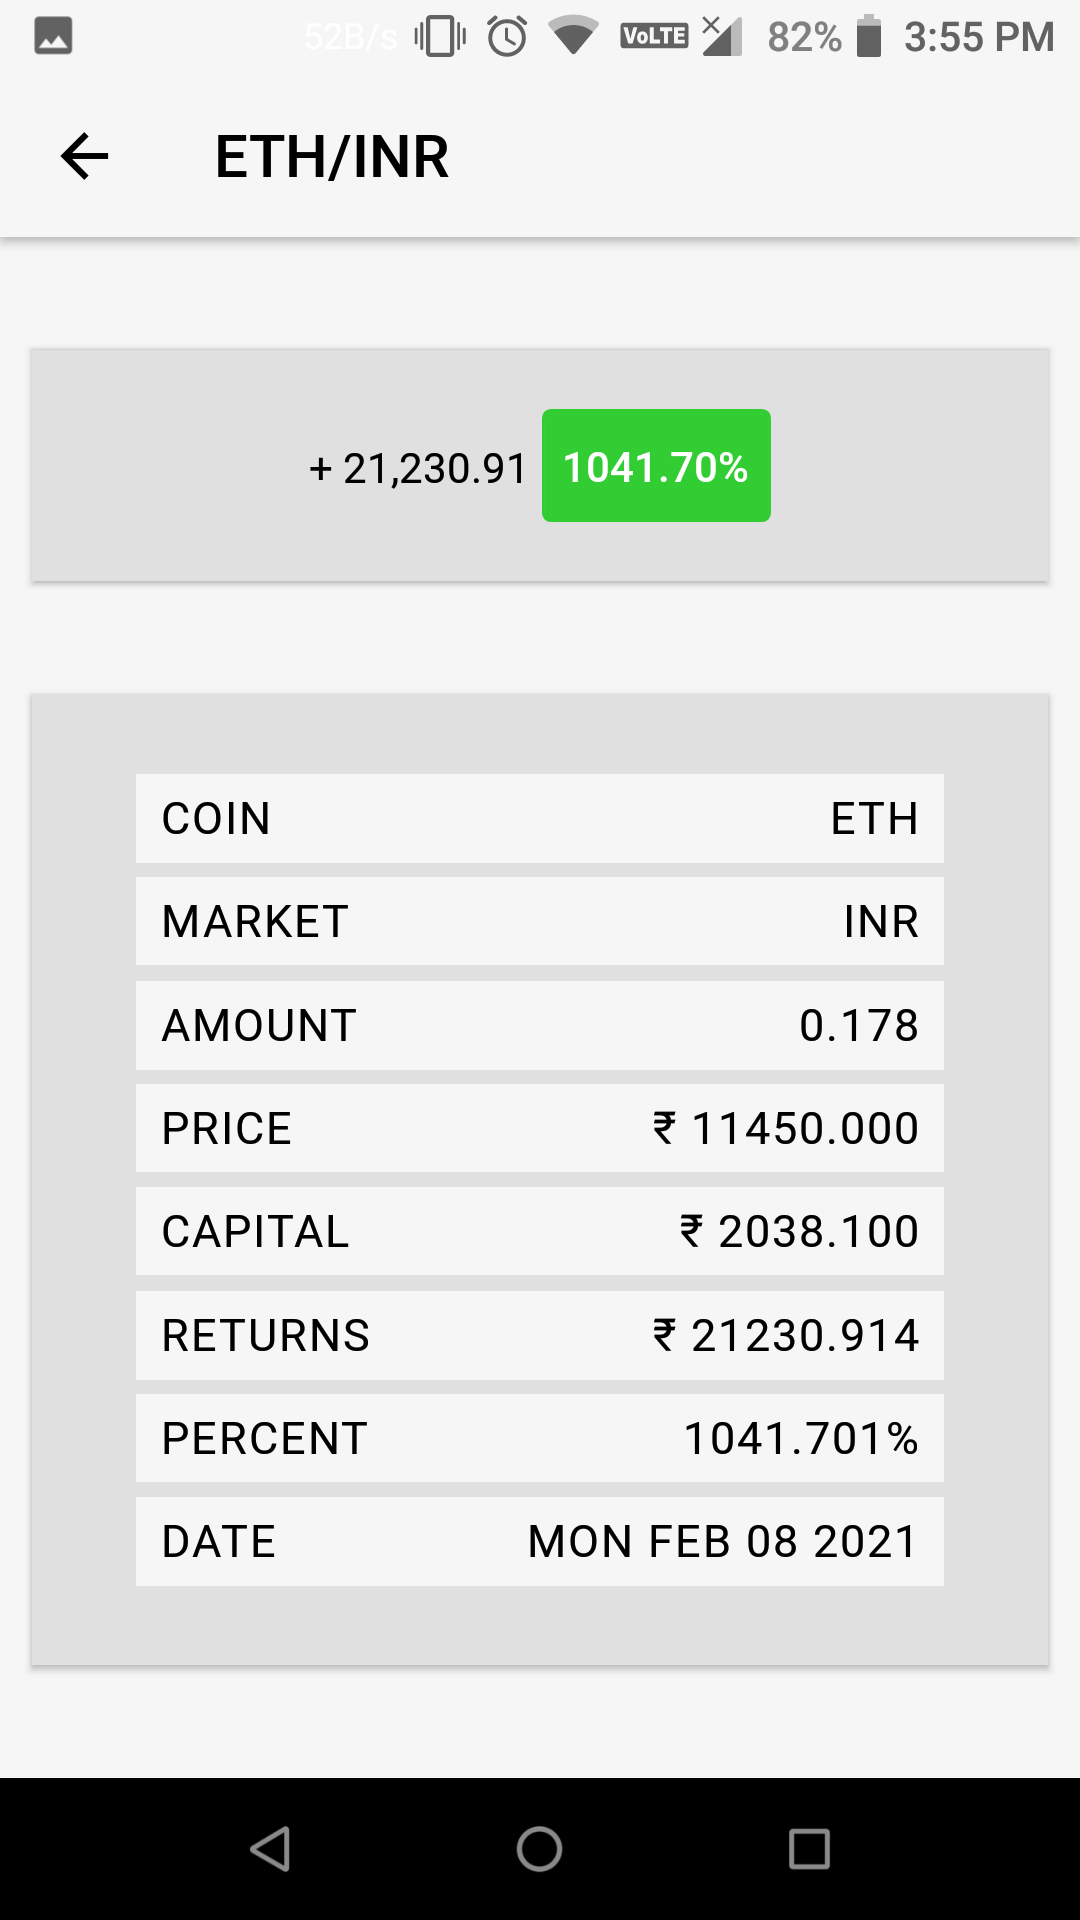 52B/s VoLTE 82% 3:55 PM
ETH/INR
+ 21,230.91 1041.70%
COIN ETH
MARKET INR
AMOUNT 0.178
PRICE ₹ 11450.000
CAPITAL ₹ 2038.100
RETURNS ₹ 21230.914
PERCENT 1041.701%
DATE MON FEB 08 2021